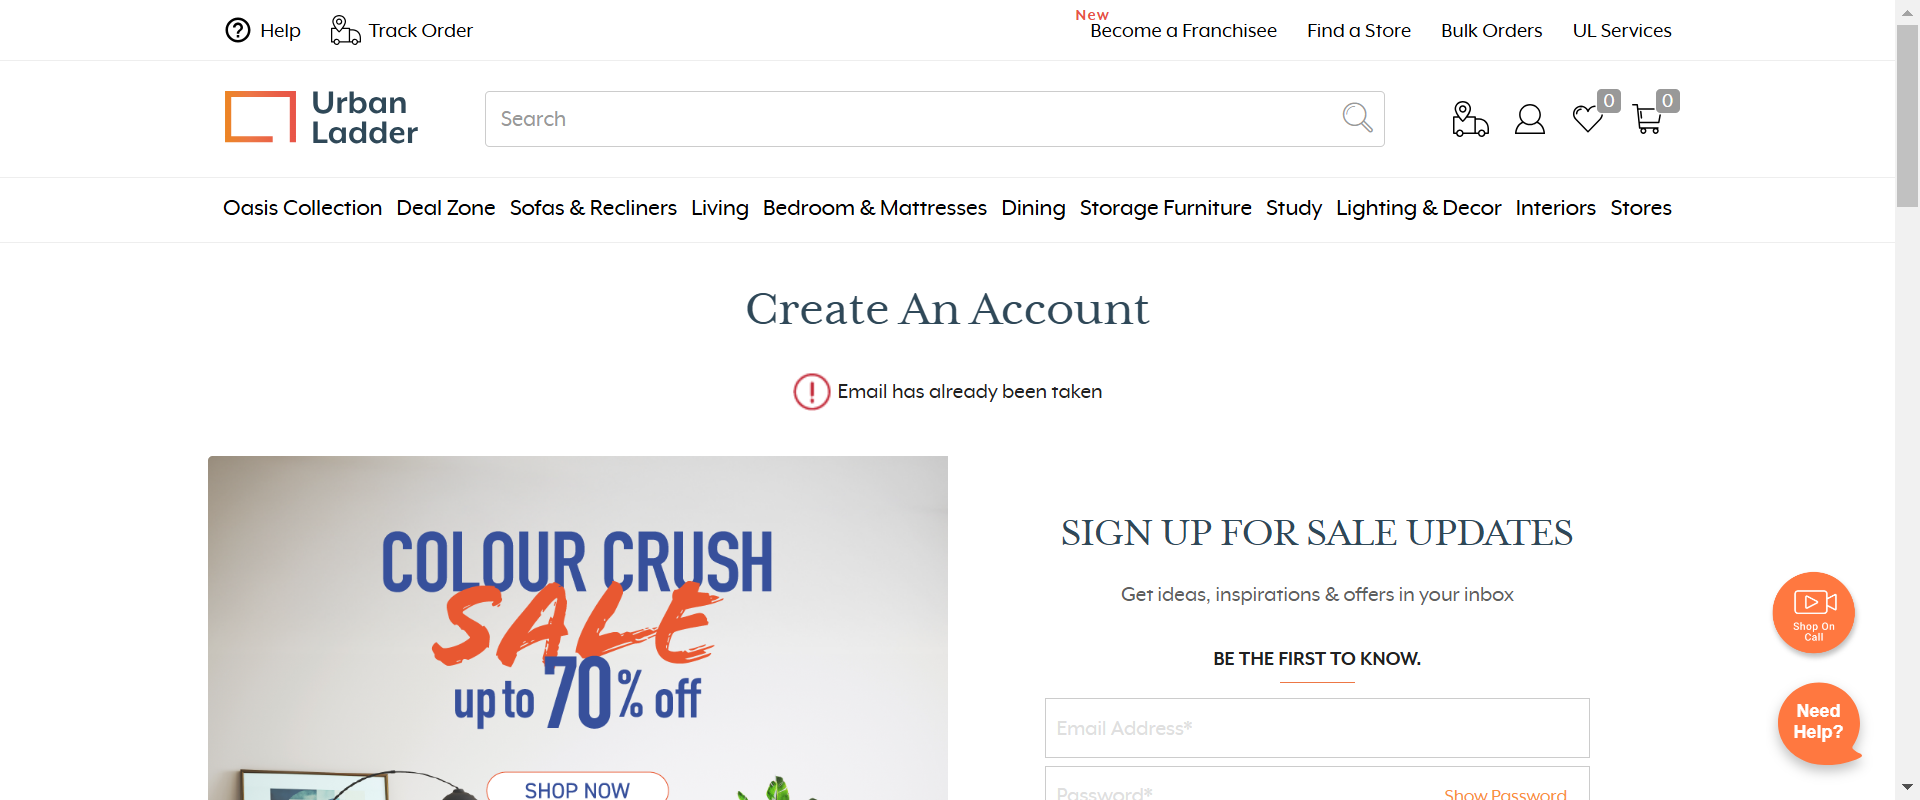 Help
Track Order
New
Become a Franchisee
Find a Store
Bulk Orders
UL Services
Urban
Ladder
Search
0
0
Oasis Collection
Deal Zone
Sofas & Recliners
Living
Bedroom & Mattresses
Dining
Storage Furniture
Study
Lighting & Decor
Interiors
Stores
Create An Account
Email has already been taken
COLOUR CRUSH
SALE
up to 70% off
SHOP NOW
SIGN UP FOR SALE UPDATES
Get ideas, inspirations & offers in your inbox
BE THE FIRST TO KNOW.
Email Address*
Password*
Show Password
Shop On
Call
Need
Help?